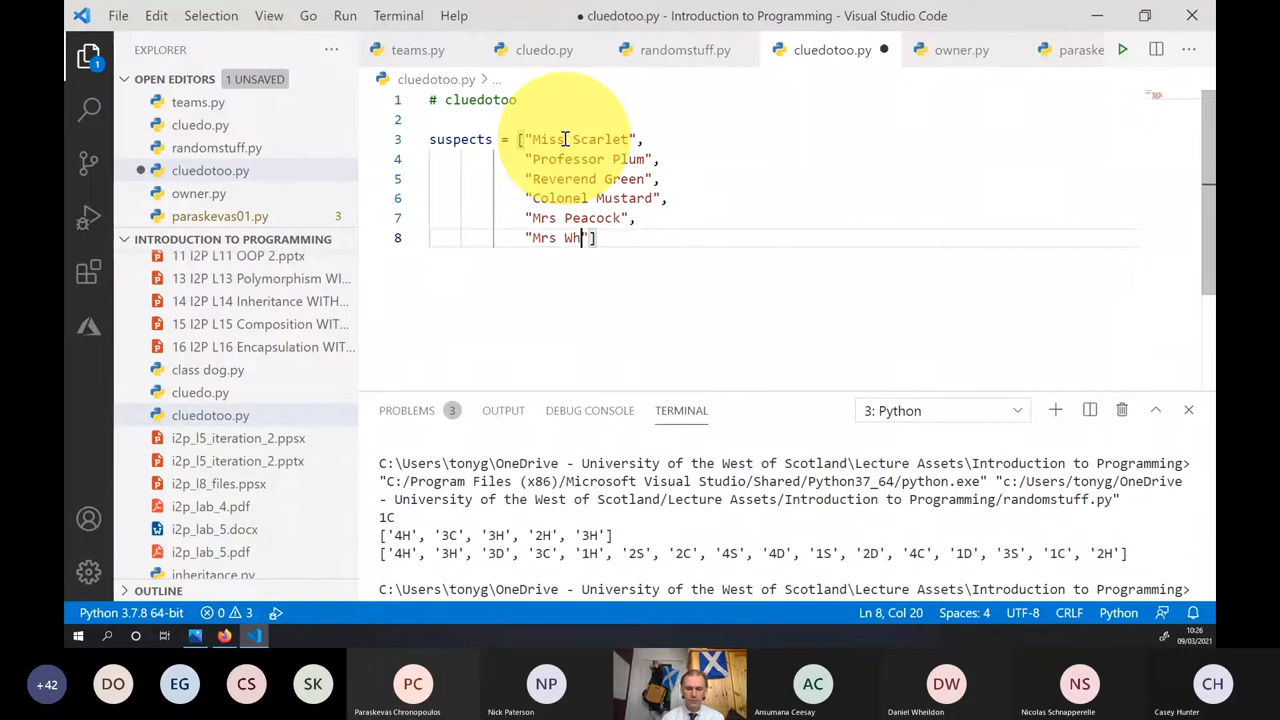 File Edit Selection View Go Run Terminal Help
● cluedotoo.py - Introduction to Programming - Visual Studio Code
EXPLORER
OPEN EDITORS 1 UNSAVED
teams.py
cluedo.py
randomstuff.py
cluedotoo.py
owner.py
paraskevas01.py 3
INTRODUCTION TO PROGRAMMING
11 I2P L11 OOP 2.pptx
13 I2P L13 Polymorphism WI...
14 I2P L14 Inheritance WITH...
15 I2P L15 Composition WIT...
16 I2P L16 Encapsulation WIT...
class dog.py
cluedo.py
cluedotoo.py
i2p_l5_iteration_2.ppsx
i2p_l5_iteration_2.pptx
i2p_l8_files.ppsx
i2p_lab_4.pdf
i2p_lab_5.docx
i2p_lab_5.pdf
inheritance.py
OUTLINE
1
teams.py cluedo.py randomstuff.py cluedotoo.py owner.py paraske
cluedotoo.py > ...
1 # cluedotoo
2
3 suspects = ["Miss Scarlet",
4 "Professor Plum",
5 "Reverend Green",
6 "Colonel Mustard",
7 "Mrs Peacock",
8 "Mrs Wh"]
PROBLEMS 3 OUTPUT DEBUG CONSOLE TERMINAL 3: Python
C:\Users\tonyg\OneDrive - University of the West of Scotland\Lecture Assets\Introduction to Programming>
"C:/Program Files (x86)/Microsoft Visual Studio/Shared/Python37_64/python.exe" "c:/Users/tonyg/OneDrive
- University of the West of Scotland/Lecture Assets/Introduction to Programming/randomstuff.py"
1C
['4H', '3C', '3H', '2H', '3H']
['4H', '3H', '3D', '3C', '1H', '2S', '2C', '4S', '4D', '1S', '2D', '4C', '1D', '3S', '1C', '2H']
C:\Users\tonyg\OneDrive - University of the West of Scotland\Lecture Assets\Introduction to Programming>
Python 3.7.8 64-bit 0 3 Ln 8, Col 20 Spaces: 4 UTF-8 CRLF Python
10:26
09/03/2021
+42 DO EG CS SK PC NP AC DW NS CH
Paraskevas Chronopoulos Nick Paterson Ansumana Ceesay Daniel Wheildon Nicolas Schnapperelle Casey Hunter